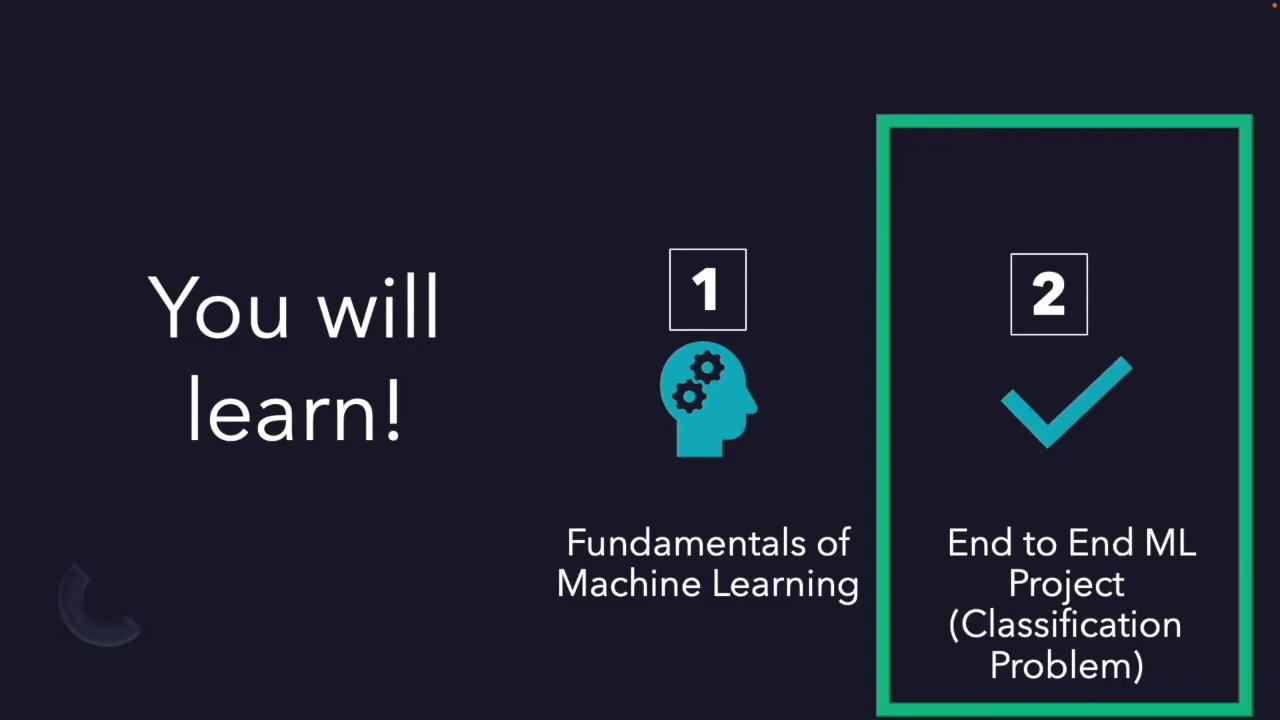 You will
learn!
1
Fundamentals of
Machine Learning
2
End to End ML
Project
(Classification
Problem)